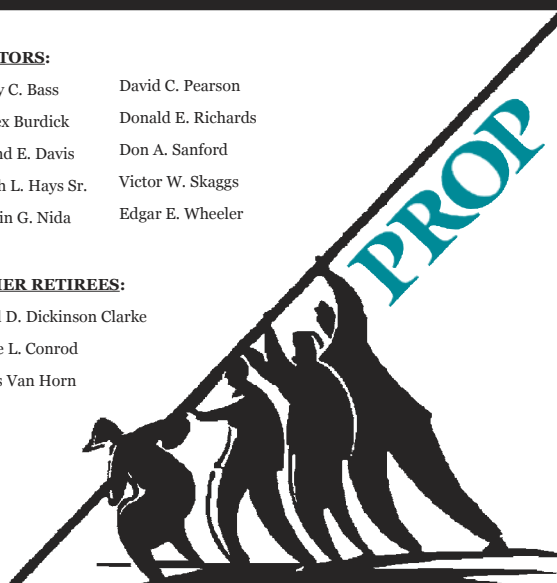 TORS:
y C. Bass
ex Burdick
nd E. Davis
h L. Hays Sr.
in G. Nida
David C. Pearson
Donald E. Richards
Don A. Sanford
Victor W. Skaggs
Edgar E. Wheeler
IER RETIREES:
l D. Dickinson Clarke
e L. Conrod
s Van Horn
PROP